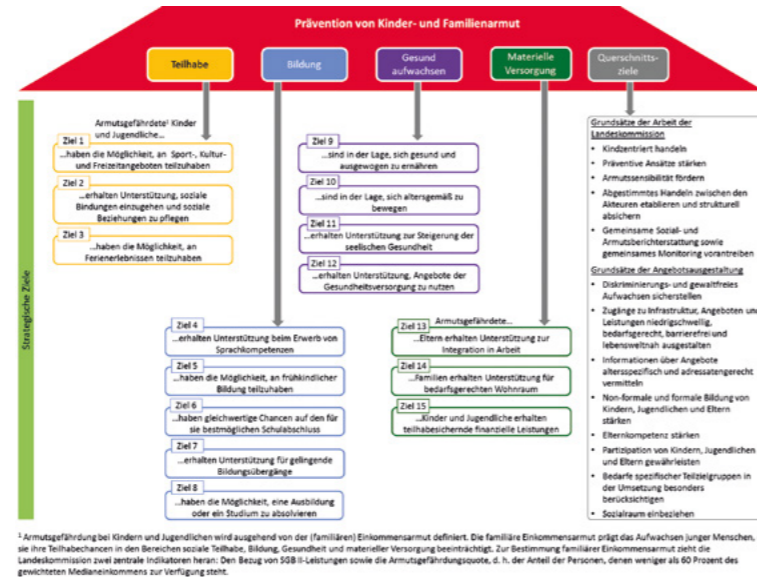 Prävention von Kinder- und Familienarmut
Teilhabe
Bildung
Gesund
aufwachsen
Materielle
Versorgung
Querschnitts-
ziele
Strategische Ziele
Armutsgefährdete¹ Kinder
und Jugendliche…
Ziel 1
…haben die Möglichkeit, an Sport-, Kultur-
und Freizeitangeboten teilzuhaben
Ziel 2
…erhalten Unterstützung, soziale
Bindungen einzugehen und soziale
Beziehungen zu pflegen
Ziel 3
…haben die Möglichkeit, an
Ferienerlebnissen teilzuhaben
Ziel 4
…erhalten Unterstützung beim Erwerb von
Sprachkompetenzen
Ziel 5
…haben die Möglichkeit, an frühkindlicher
Bildung teilzuhaben
Ziel 6
…haben gleichwertige Chancen auf den für
sie bestmöglichen Schulabschluss
Ziel 7
…erhalten Unterstützung für gelingende
Bildungsübergänge
Ziel 8
…haben die Möglichkeit, eine Ausbildung
oder ein Studium zu absolvieren
Ziel 9
…sind in der Lage, sich gesund und
ausgewogen zu ernähren
Ziel 10
…sind in der Lage, sich altersgemäß zu
bewegen
Ziel 11
…erhalten Unterstützung zur Steigerung der
seelischen Gesundheit
Ziel 12
…erhalten Unterstützung, Angebote der
Gesundheitsversorgung zu nutzen
Armutsgefährdete…
Ziel 13
…Eltern erhalten Unterstützung zur
Integration in Arbeit
Ziel 14
…Familien erhalten Unterstützung für
bedarfsgerechten Wohnraum
Ziel 15
…Kinder und Jugendliche erhalten
teilhabesichernde finanzielle Leistungen
Grundsätze der Arbeit der
Landeskommission
• Kindzentriert handeln
• Präventive Ansätze stärken
• Armutssensibilität fördern
• Abgestimmtes Handeln zwischen den
Akteuren etablieren und strukturell
absichern
• Gemeinsame Sozial- und
Armutsberichterstattung sowie
gemeinsames Monitoring vorantreiben
Grundsätze der Angebotsausgestaltung
• Diskriminierungs- und gewaltfreies
Aufwachsen sicherstellen
• Zugänge zu Infrastruktur, Angeboten und
Leistungen niedrigschwellig,
bedarfsgerecht, barrierefrei und
lebensweltnah ausgestalten
• Informationen über Angebote
altersspezifisch und adressatengerecht
vermitteln
• Non-formale und formale Bildung von
Kindern, Jugendlichen und Eltern
stärken
• Elternkompetenz stärken
• Partizipation von Kindern, Jugendlichen
und Eltern gewährleisten
• Bedarfe spezifischer Teilzielgruppen in
der Umsetzung besonders
berücksichtigen
• Sozialraum einbeziehen
¹ Armutsgefährdung bei Kindern und Jugendlichen wird ausgehend von der (familiären) Einkommensarmut definiert. Die familiäre Einkommensarmut prägt das Aufwachsen junger Menschen,
sie ihre Teilhabechancen in den Bereichen soziale Teilhabe, Bildung, Gesundheit und materieller Versorgung beeinträchtigt. Zur Bestimmung familiärer Einkommensarmut zieht die
Landeskommission zwei zentrale Indikatoren heran: Den Bezug von SGB II-Leistungen sowie die Armutsgefährdungsquote, d. h. der Anteil der Personen, denen weniger als 60 Prozent des
gewichteten Medianeinkommens zur Verfügung steht.